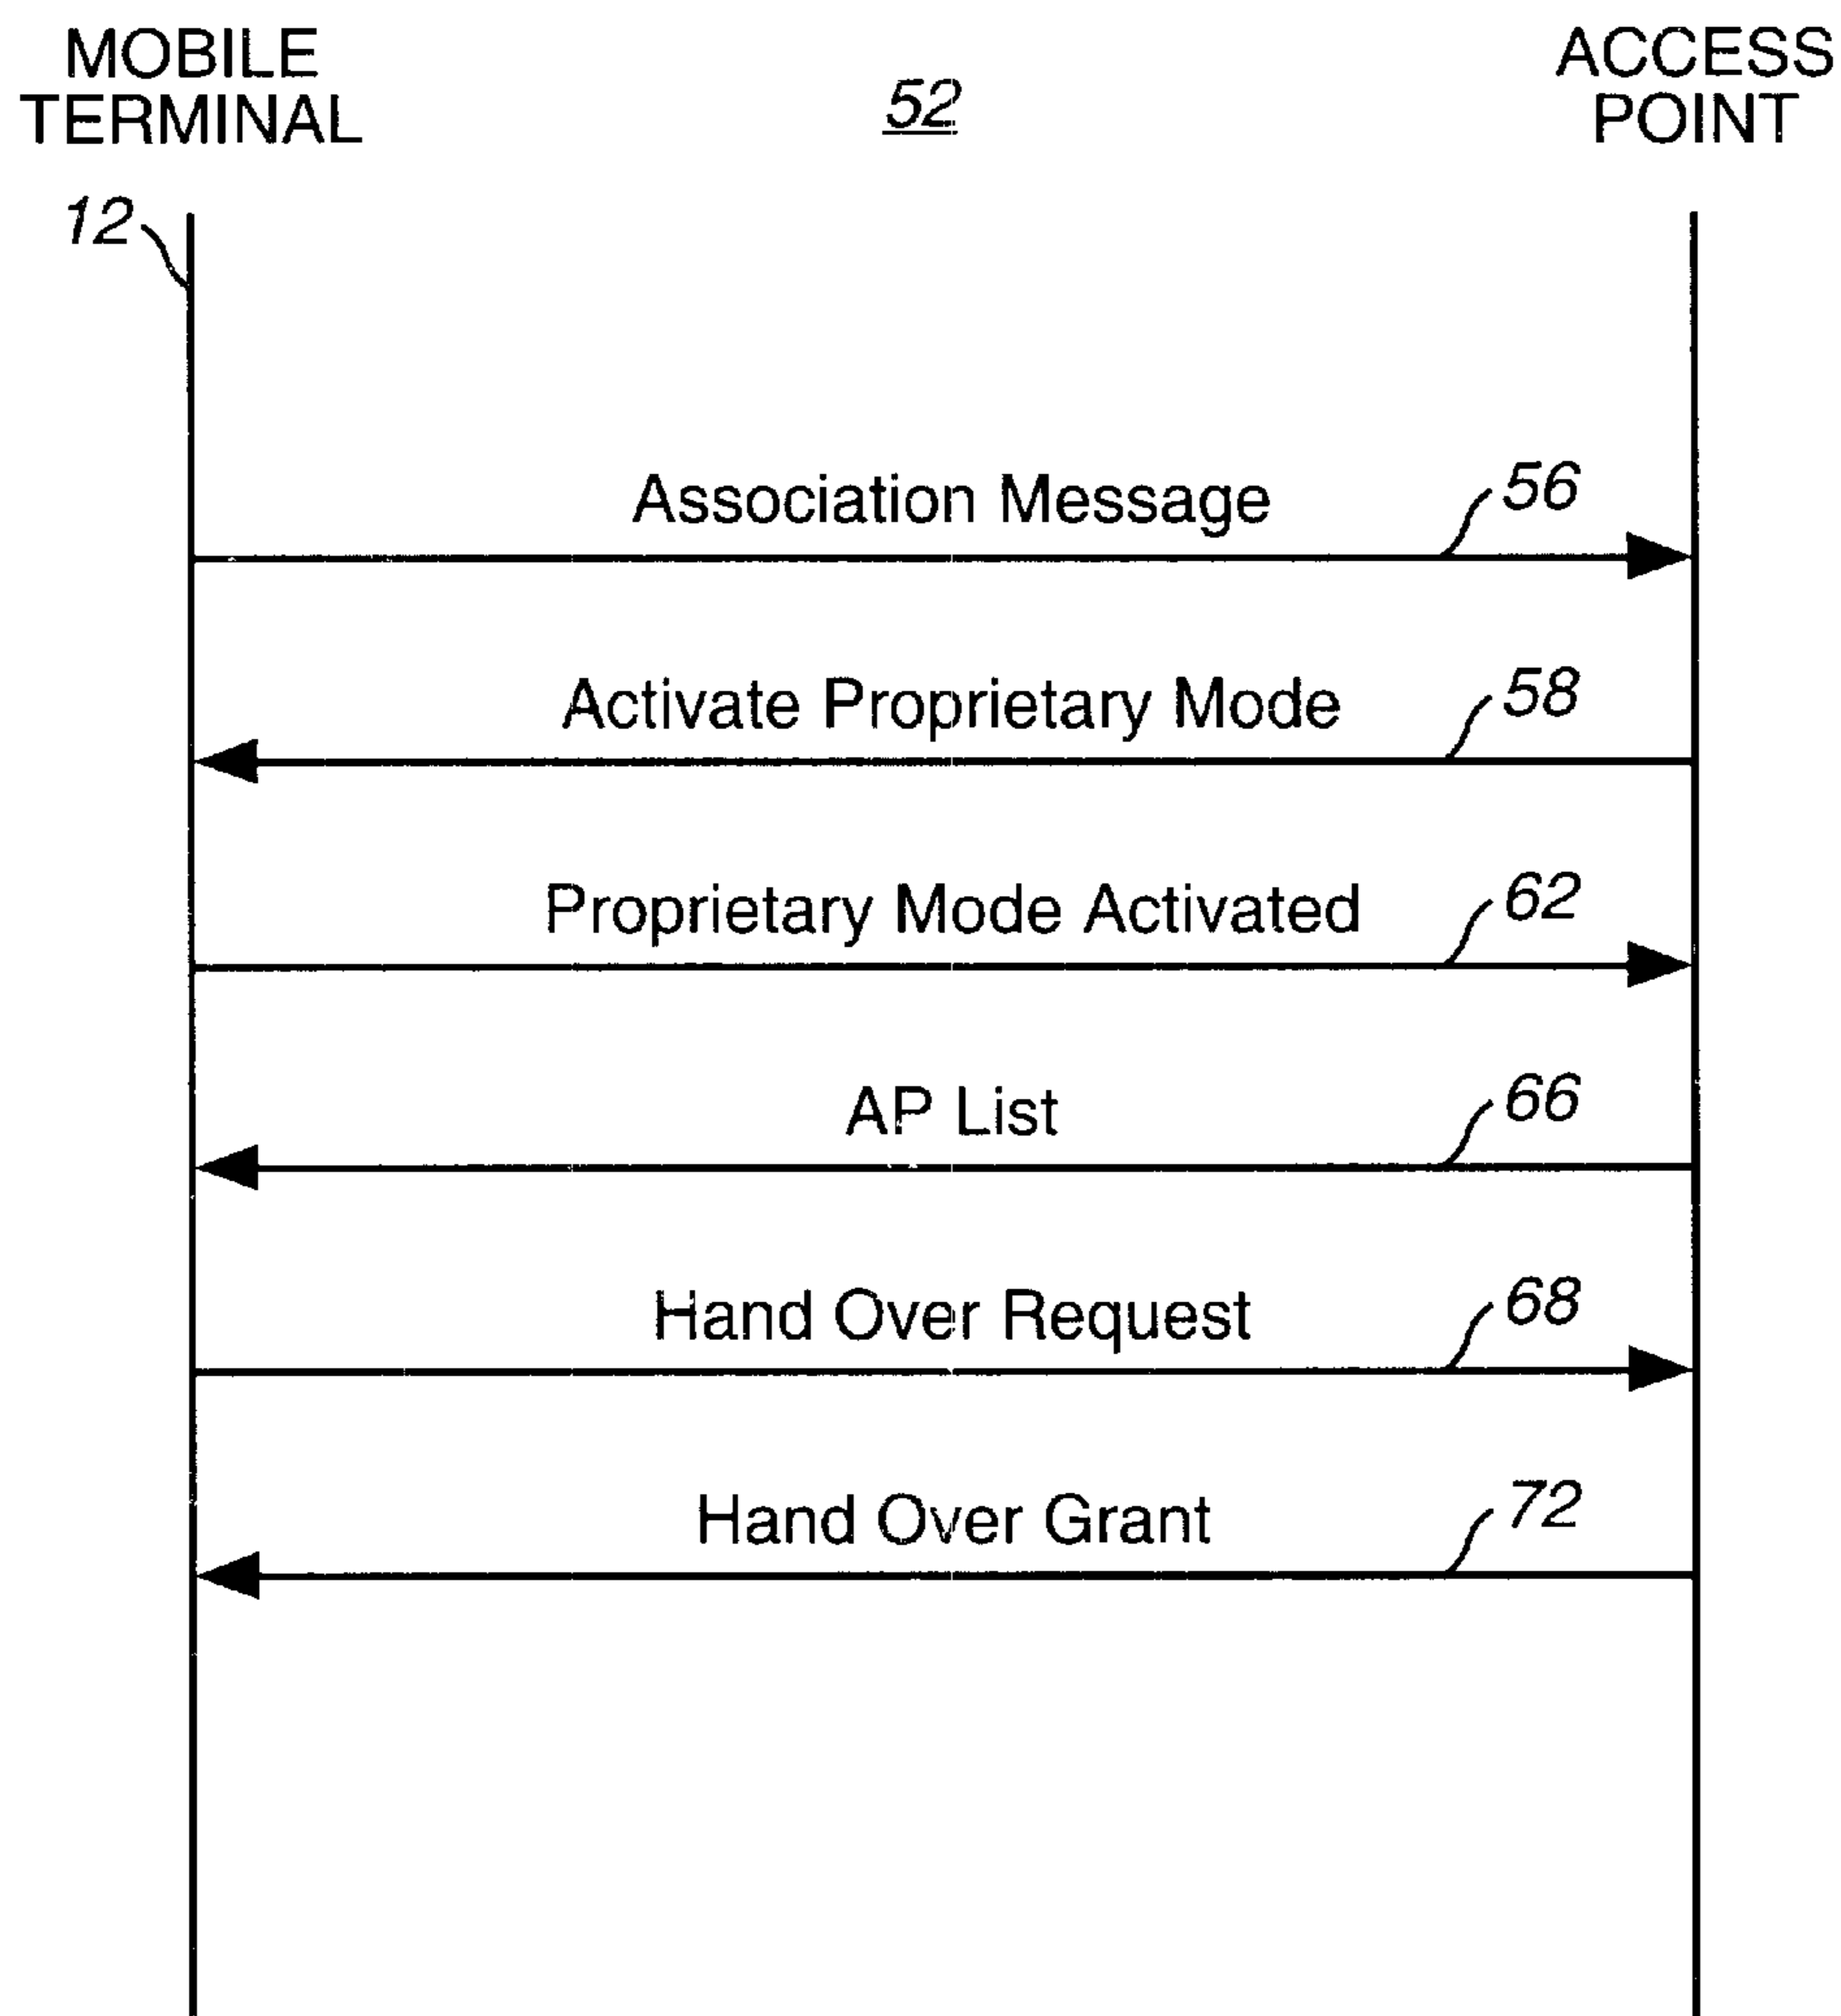 MOBILE
TERMINAL
52
ACCESS
POINT
12
Association Message
56
Activate Proprietary Mode
58
Proprietary Mode Activated
62
AP List
66
Hand Over Request
68
Hand Over Grant
72